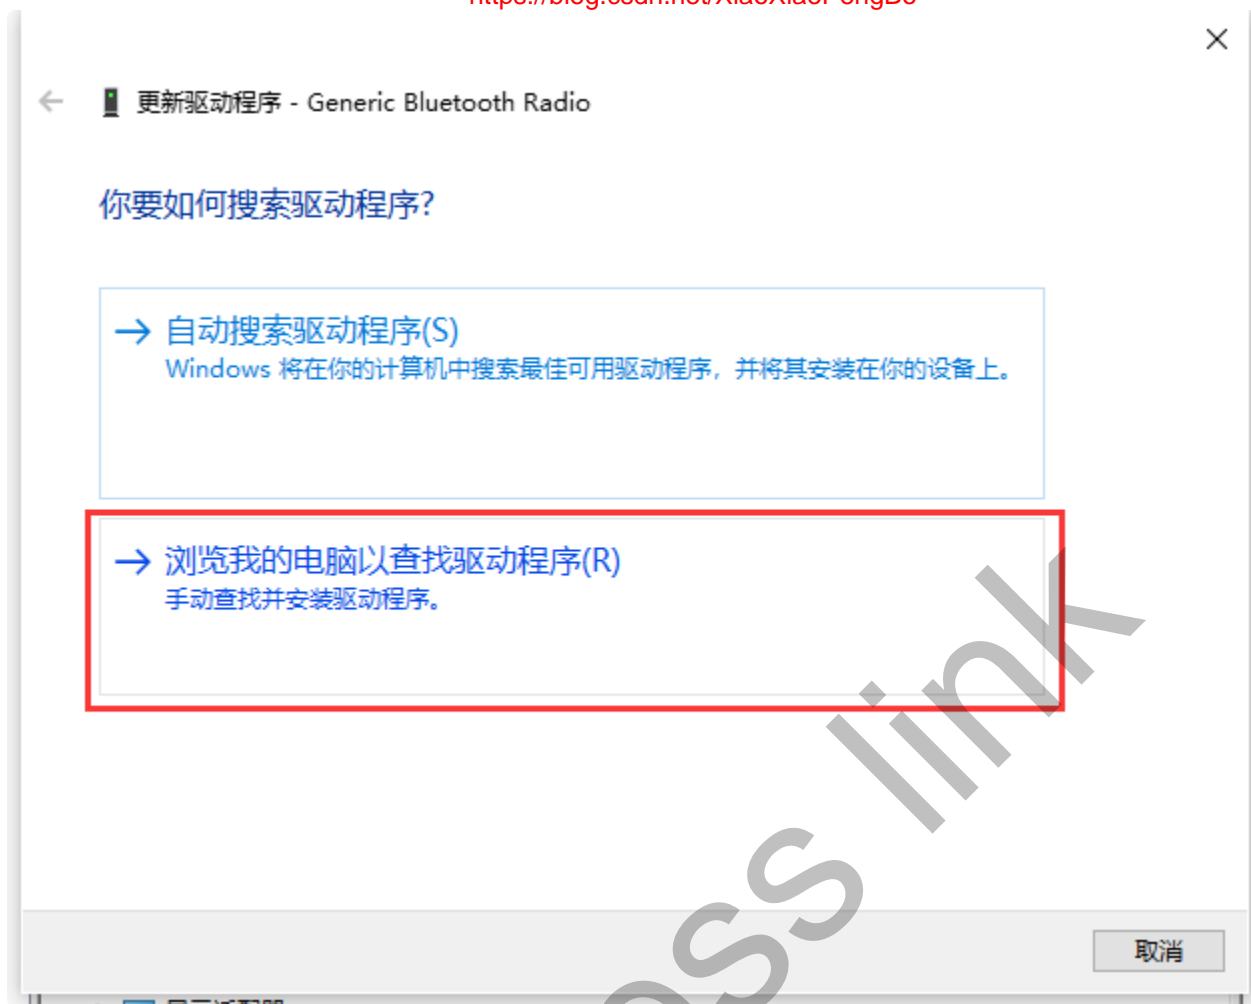 更新驱动程序 - Generic Bluetooth Radio
你要如何搜索驱动程序?
→ 自动搜索驱动程序(S)
Windows 将在你的计算机中搜索最佳可用驱动程序，并将其安装在你的设备上。
→ 浏览我的电脑以查找驱动程序(R)
手动查找并安装驱动程序。
link
取消